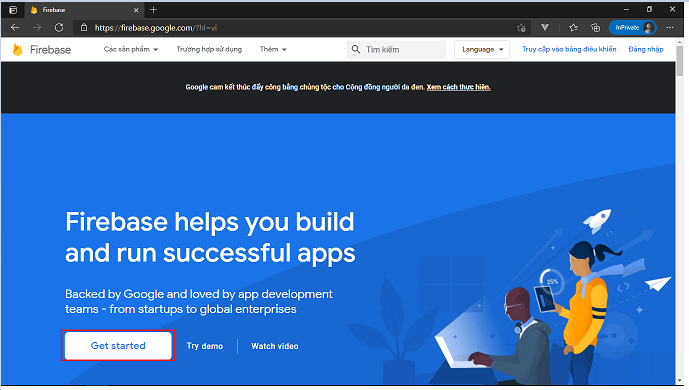 Firebase
https://firebase.google.com/?hl=vi
InPrivate
Firebase
Các sản phẩm
Trường hợp sử dụng
Thêm
Tìm kiếm
Language
Truy cập vào bảng điều khiển
Đăng nhập
Google cam kết thúc đẩy công bằng chủng tộc cho Cộng đồng người da đen. Xem cách thực hiện.
Firebase helps you build
and run successful apps
Backed by Google and loved by app development
teams - from startups to global enterprises
Get started
Try demo
Watch video
25%